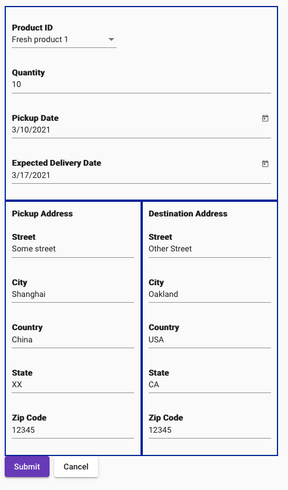 Product ID
Fresh product 1
Quantity
10
Pickup Date
3/10/2021
Expected Delivery Date
3/17/2021
Pickup Address
Street
Some street
City
Shanghai
Country
China
State
XX
Zip Code
12345
Destination Address
Street
Other Street
City
Oakland
Country
USA
State
CA
Zip Code
12345
Submit
Cancel